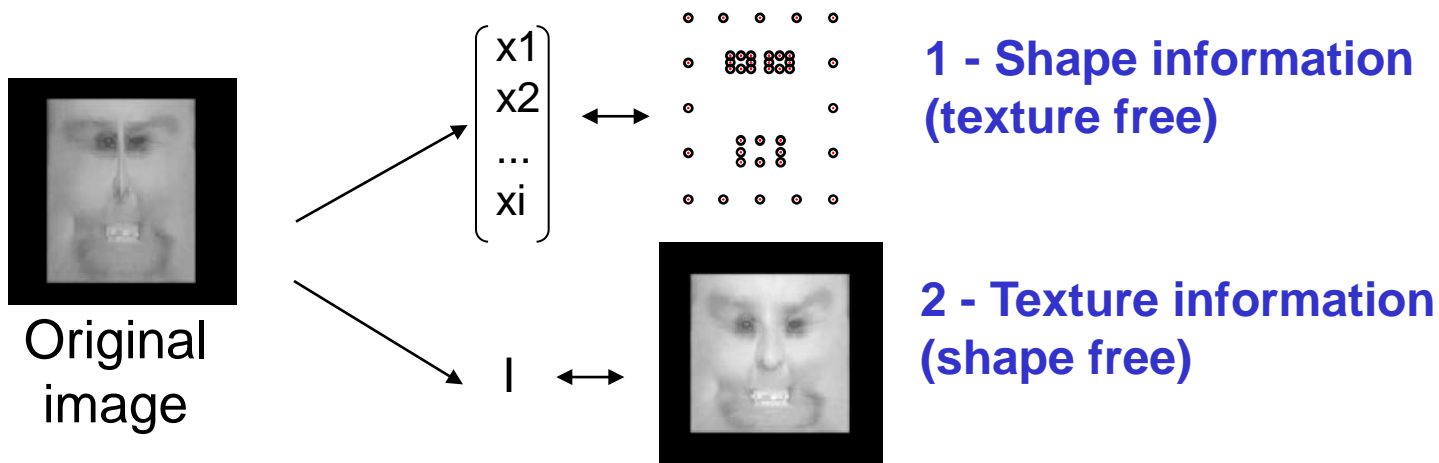 x1
x2
...
xi
1 - Shape information
(texture free)
Original
image
I
2 - Texture information
(shape free)